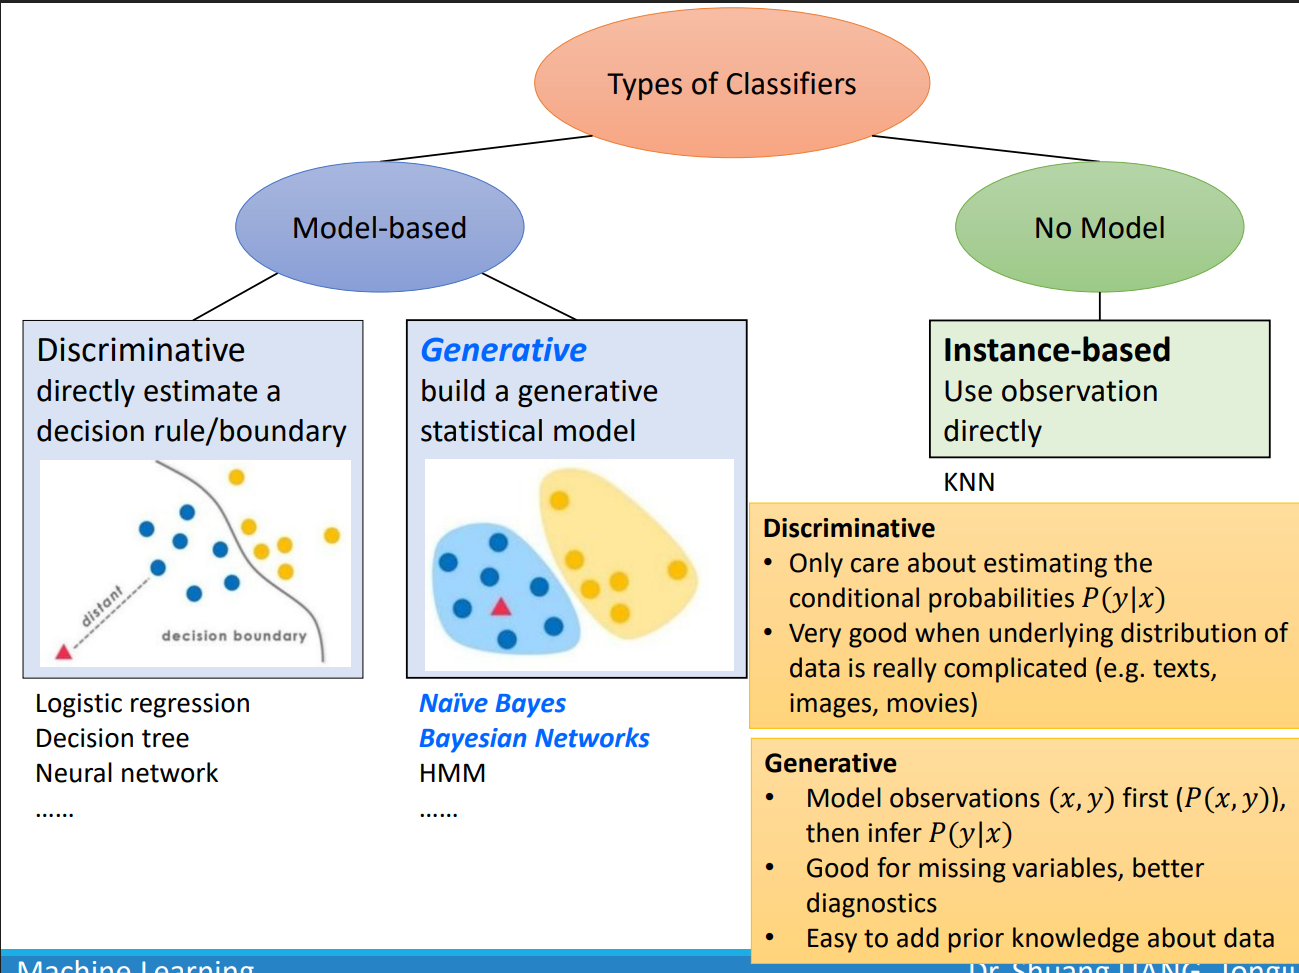 Types of Classifiers
Model-based
No Model
Discriminative
directly estimate a
decision rule/boundary
distant
decision boundary
Logistic regression
Decision tree
Neural network
......
Generative
build a generative
statistical model
Naïve Bayes
Bayesian Networks
HMM
......
Instance-based
Use observation
directly
KNN
Discriminative
• Only care about estimating the
conditional probabilities P(y|x)
• Very good when underlying distribution of
data is really complicated (e.g. texts,
images, movies)
Generative
• Model observations (x, y) first (P(x, y)),
then infer P(y|x)
• Good for missing variables, better
diagnostics
• Easy to add prior knowledge about data
Machine Learning
Dr. Shuang LIANG,